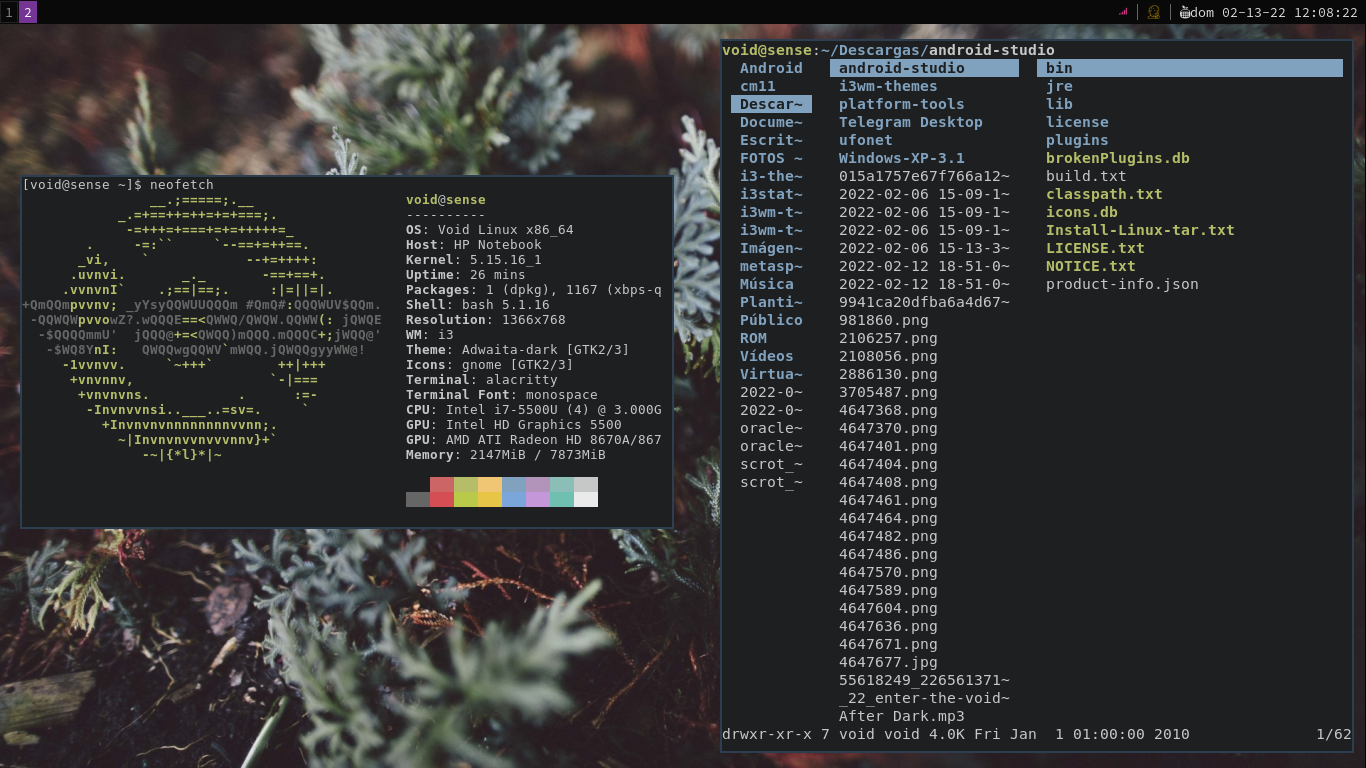 1 2
dom 02-13-22 12:08:22
[void@sense ~]$ neofetch
void@sense
----------
OS: Void Linux x86_64
Host: HP Notebook
Kernel: 5.15.16_1
Uptime: 26 mins
Packages: 1 (dpkg), 1167 (xbps-q
Shell: bash 5.1.16
Resolution: 1366x768
WM: i3
Theme: Adwaita-dark [GTK2/3]
Icons: gnome [GTK2/3]
Terminal: alacritty
Terminal Font: monospace
CPU: Intel i7-5500U (4) @ 3.000G
GPU: Intel HD Graphics 5500
GPU: AMD ATI Radeon HD 8670A/867
Memory: 2147MiB / 7873MiB
void@sense:~/Descargas/android-studio
Android android-studio bin
cm11 i3wm-themes jre
Descar~ platform-tools lib
Docume~ Telegram Desktop license
Escrit~ ufonet plugins
FOTOS ~ Windows-XP-3.1 brokenPlugins.db
i3-the~ 015a1757e67f766a12~ build.txt
i3stat~ 2022-02-06 15-09-1~ classpath.txt
i3wm-t~ 2022-02-06 15-09-1~ icons.db
i3wm-t~ 2022-02-06 15-09-1~ Install-Linux-tar.txt
Imágen~ 2022-02-06 15-13-3~ LICENSE.txt
metasp~ 2022-02-12 18-51-0~ NOTICE.txt
Música 2022-02-12 18-51-0~ product-info.json
Planti~ 9941ca20dfba6a4d67~
Público 981860.png
ROM 2106257.png
Vídeos 2108056.png
Virtua~ 2886130.png
2022-0~ 3705487.png
2022-0~ 4647368.png
oracle~ 4647370.png
oracle~ 4647401.png
scrot_~ 4647404.png
scrot_~ 4647408.png
4647461.png
4647464.png
4647482.png
4647486.png
4647570.png
4647589.png
4647604.png
4647636.png
4647671.png
4647677.jpg
55618249_226561371~
_22_enter-the-void~
After Dark.mp3
drwxr-xr-x 7 void void 4.0K Fri Jan  1 01:00:00 2010 1/62